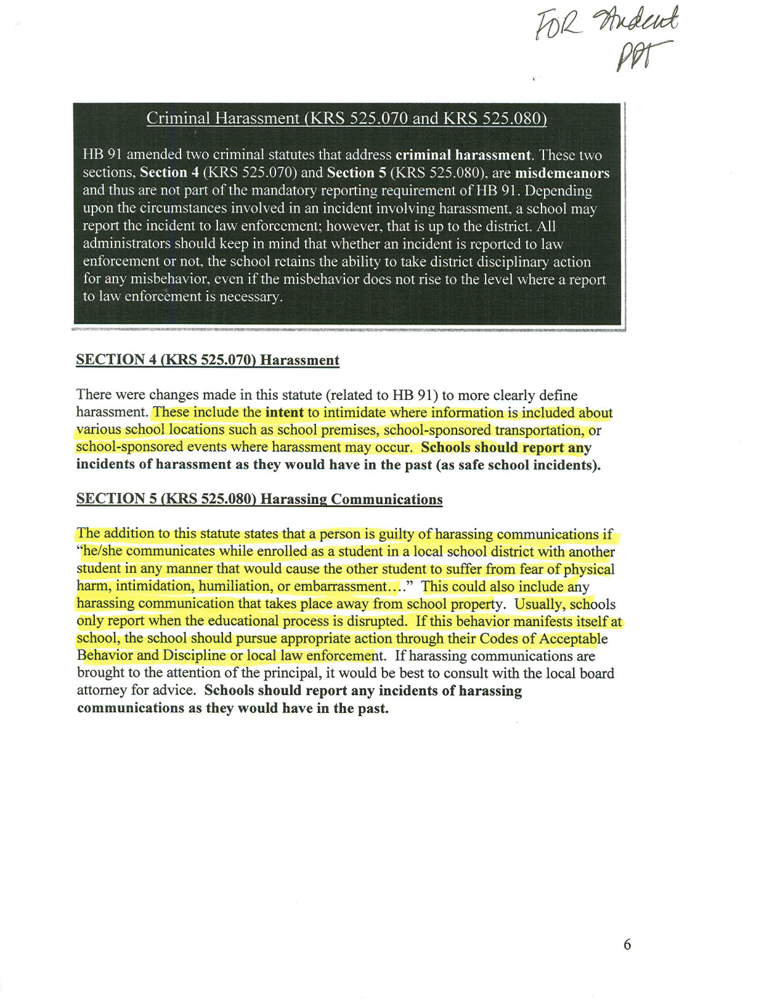 FOR Student
PPT
Criminal Harassment (KRS 525.070 and KRS 525.080)
HB 91 amended two criminal statutes that address criminal harassment. These two
sections, Section 4 (KRS 525.070) and Section 5 (KRS 525.080), are misdemeanors
and thus are not part of the mandatory reporting requirement of HB 91. Depending
upon the circumstances involved in an incident involving harassment, a school may
report the incident to law enforcement; however, that is up to the district. All
administrators should keep in mind that whether an incident is reported to law
enforcement or not, the school retains the ability to take district disciplinary action
for any misbehavior, even if the misbehavior does not rise to the level where a report
to law enforcement is necessary.
SECTION 4 (KRS 525.070) Harassment
There were changes made in this statute (related to HB 91) to more clearly define
harassment. These include the intent to intimidate where information is included about
various school locations such as school premises, school-sponsored transportation, or
school-sponsored events where harassment may occur. Schools should report any
incidents of harassment as they would have in the past (as safe school incidents).
SECTION 5 (KRS 525.080) Harassing Communications
The addition to this statute states that a person is guilty of harassing communications if
“he/she communicates while enrolled as a student in a local school district with another
student in any manner that would cause the other student to suffer from fear of physical
harm, intimidation, humiliation, or embarrassment….” This could also include any
harassing communication that takes place away from school property. Usually, schools
only report when the educational process is disrupted. If this behavior manifests itself at
school, the school should pursue appropriate action through their Codes of Acceptable
Behavior and Discipline or local law enforcement. If harassing communications are
brought to the attention of the principal, it would be best to consult with the local board
attorney for advice. Schools should report any incidents of harassing
communications as they would have in the past.
6